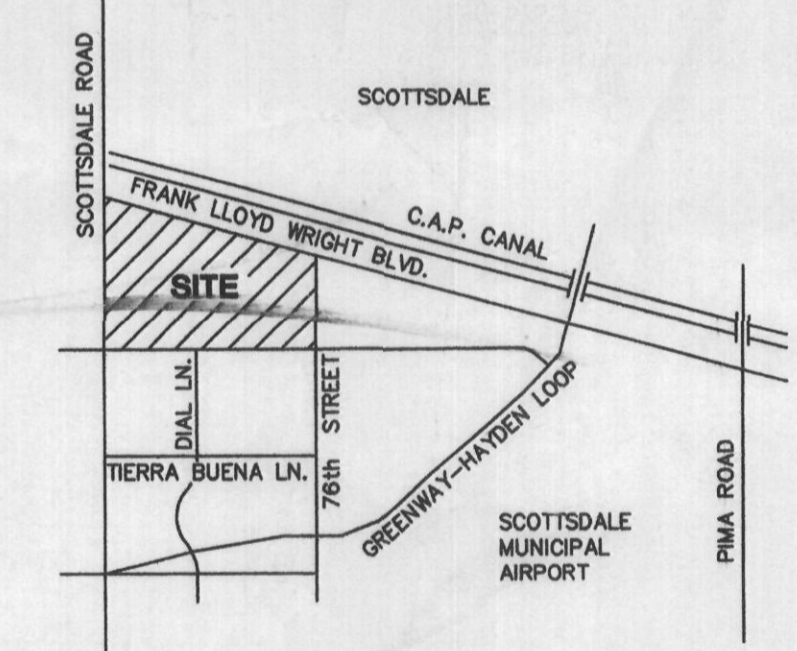 SCOTTSDALE ROAD
SCOTTSDALE
FRANK LLOYD WRIGHT BLVD.
C.A.P. CANAL
SITE
DIAL LN.
76th STREET
TIERRA BUENA LN.
GREENWAY-HAYDEN LOOP
SCOTTSDALE
MUNICIPAL
AIRPORT
PIMA ROAD